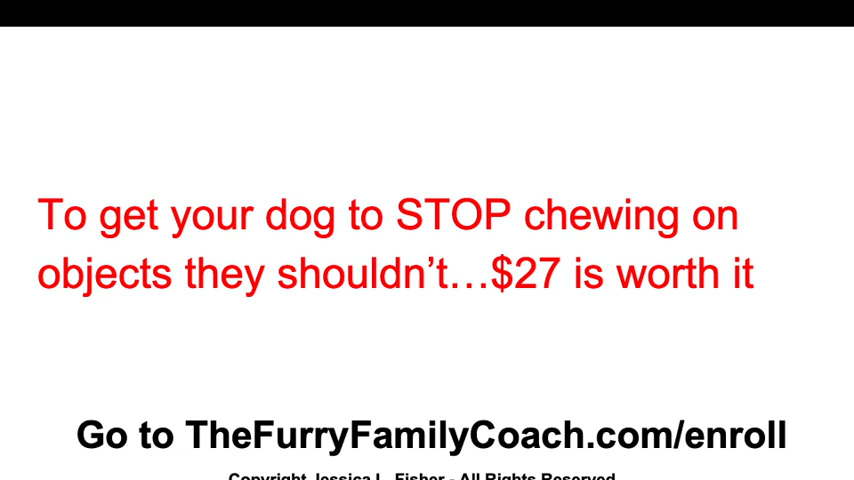 To get your dog to STOP chewing on
objects they shouldn’t…$27 is worth it
Go to TheFurryFamilyCoach.com/enroll
Copyright Jessica L. Fisher - All Rights Reserved